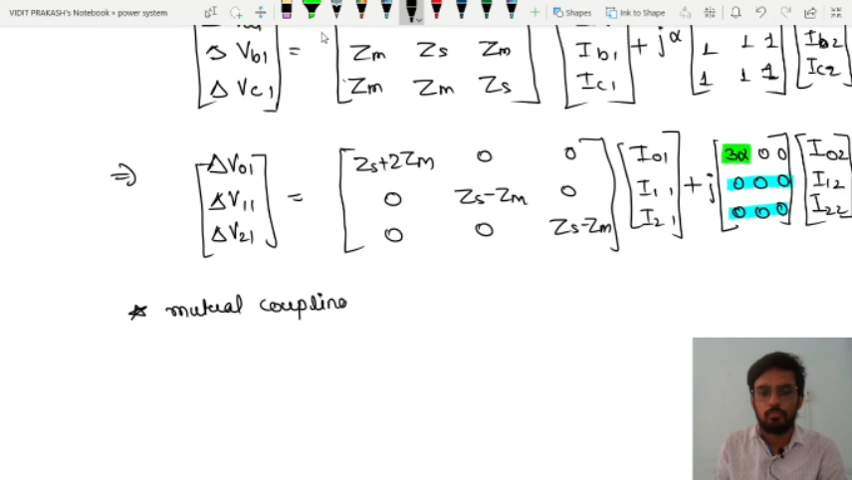 VIDIT PRAKASH's Notebook » power system
Shapes Ink to Shape
Δ Vb1 = Zm Zs Zm Ib1 + jα 1 1 1 Ib2
Δ Vc1 Zm Zm Zs Ic1 1 1 1 Ic2
⇒ ΔV01 Zs+2Zm 0 0 I01 3α 0 0 I02
ΔV11 = 0 Zs-Zm 0 I11 + j 0 0 0 I12
ΔV21 0 0 Zs-Zm I21 0 0 0 I22
* mutual coupling